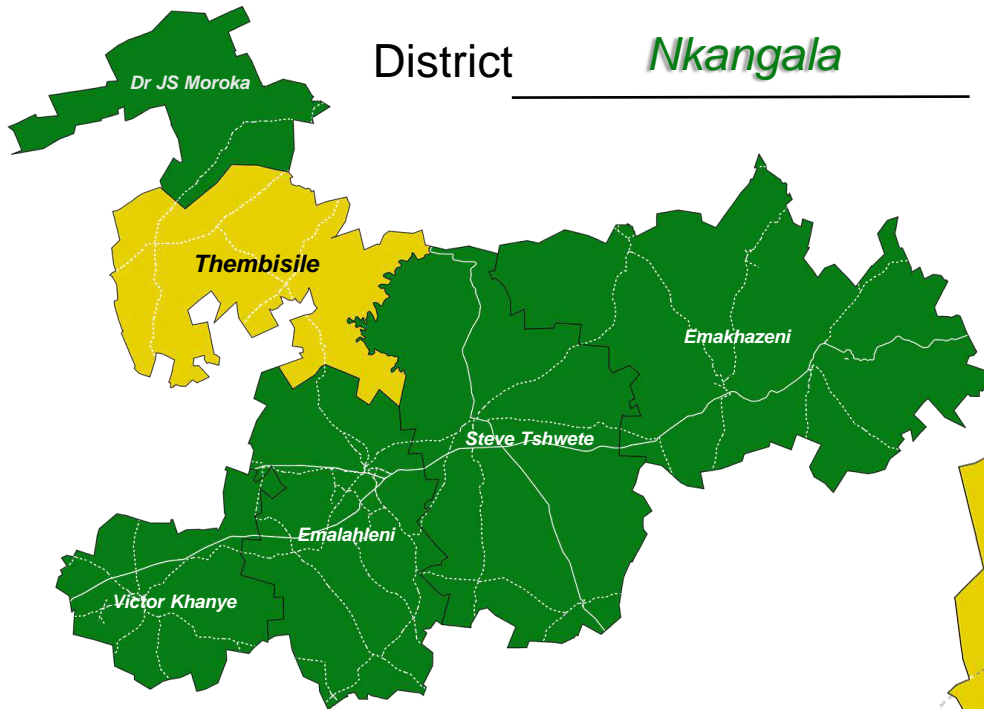 District Nkangala
Dr JS Moroka
Thembisile
Emakhazeni
Steve Tshwete
Emalahleni
Victor Khanye